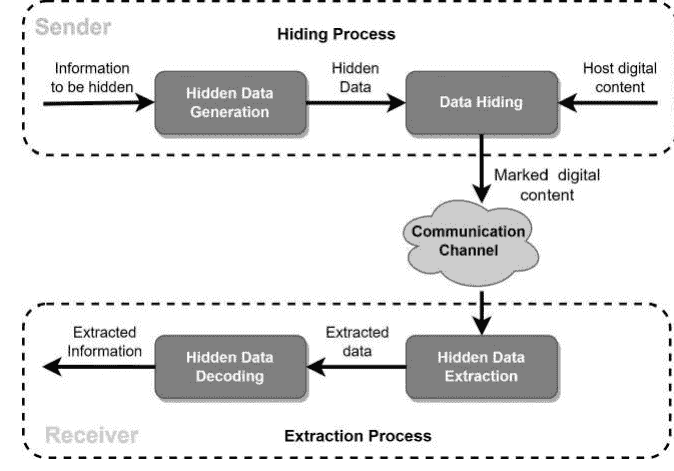 Sender
Hiding Process
Information
to be hidden
Hidden Data
Generation
Hidden
Data
Data Hiding
Host digital
content
Marked digital
content
Communication
Channel
Extracted
Information
Hidden Data
Decoding
Extracted
data
Hidden Data
Extraction
Receiver
Extraction Process